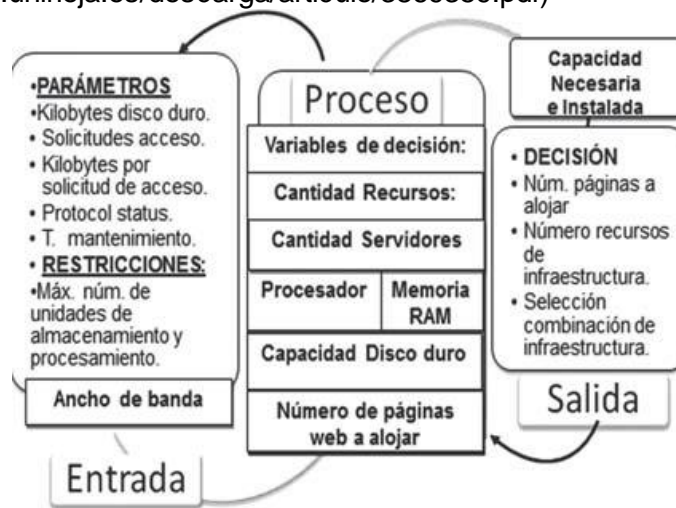 •PARÁMETROS
•Kilobytes disco duro.
• Solicitudes acceso.
• Kilobytes por
solicitud de acceso.
• Protocol status.
• T. mantenimiento.
• RESTRICCIONES:
•Máx. núm. de
unidades de
almacenamiento y
procesamiento.
Ancho de banda
Entrada
Proceso
Variables de decisión:
Cantidad Recursos:
Cantidad Servidores
Procesador
Memoria
RAM
Capacidad Disco duro
Número de páginas
web a alojar
Capacidad
Necesaria
e Instalada
• DECISIÓN
• Núm. páginas a
alojar
• Número recursos
de
infraestructura.
• Selección
combinación de
infraestructura.
Salida